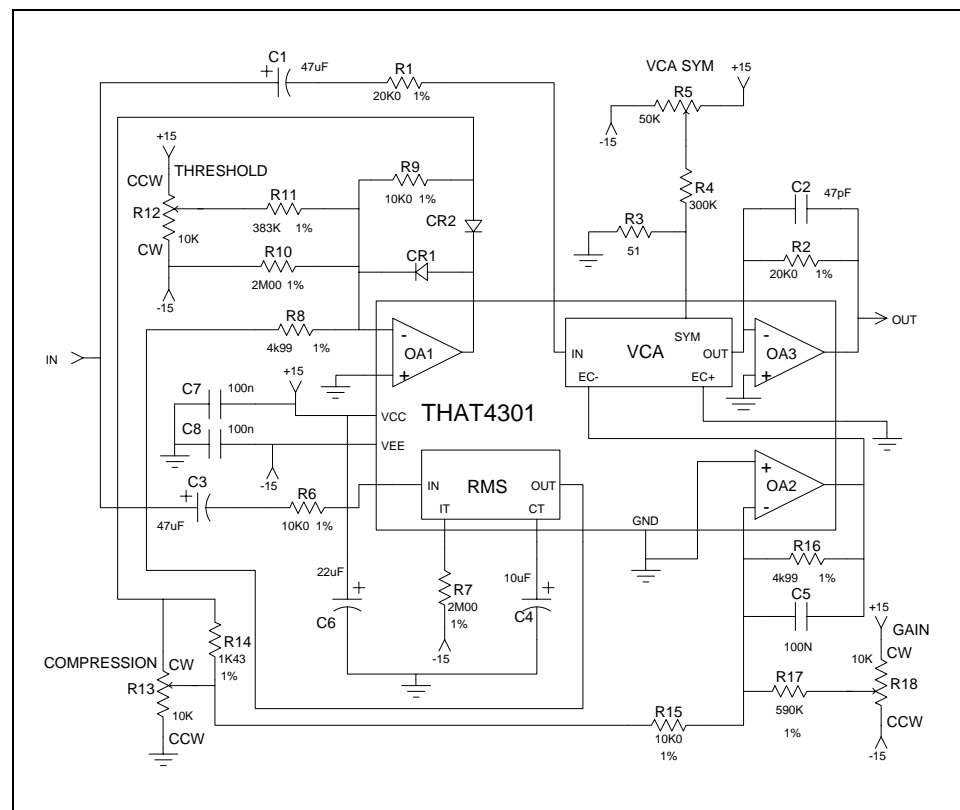 C1
+
47uF
R1
20K0 1%
VCA SYM
+15
R5
50K
-15
+15
THRESHOLD
CCW
R12
10K
CW
-15
R11
383K 1%
R10
2M00 1%
R9
10K0 1%
CR2
CR1
R4
300K
R3
51
C2
47pF
R2
20K0 1%
R8
4k99 1%
IN
-
+
OA1
IN
VCA
SYM
OUT
EC-
EC+
-
+
OA3
OUT
+15
C7
100n
C8
100n
-15
VCC
VEE
THAT4301
C3
+
47uF
R6
10K0 1%
IN
RMS
OUT
IT
CT
GND
+
-
OA2
22uF
+
C6
R7
2M00
1%
-15
10uF
+
C4
R16
4k99 1%
C5
100N
+15
GAIN
10K
CW
R18
CCW
-15
R17
590K
1%
R14
1K43
1%
COMPRESSION
CW
R13
10K
CCW
R15
10K0
1%